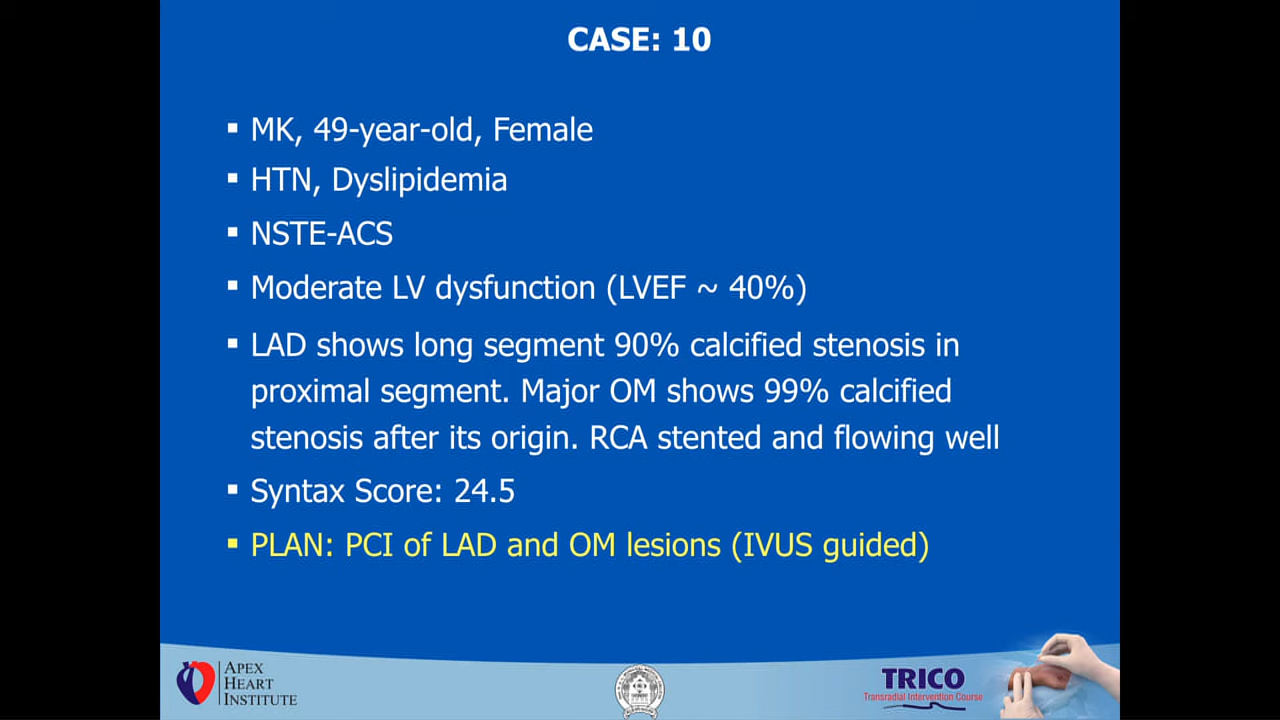 CASE: 10
▪ MK, 49-year-old, Female
▪ HTN, Dyslipidemia
▪ NSTE-ACS
▪ Moderate LV dysfunction (LVEF ~ 40%)
▪ LAD shows long segment 90% calcified stenosis in
proximal segment. Major OM shows 99% calcified
stenosis after its origin. RCA stented and flowing well
▪ Syntax Score: 24.5
▪ PLAN: PCI of LAD and OM lesions (IVUS guided)
APEX
HEART
INSTITUTE
TRICO
Transradial Intervention Course